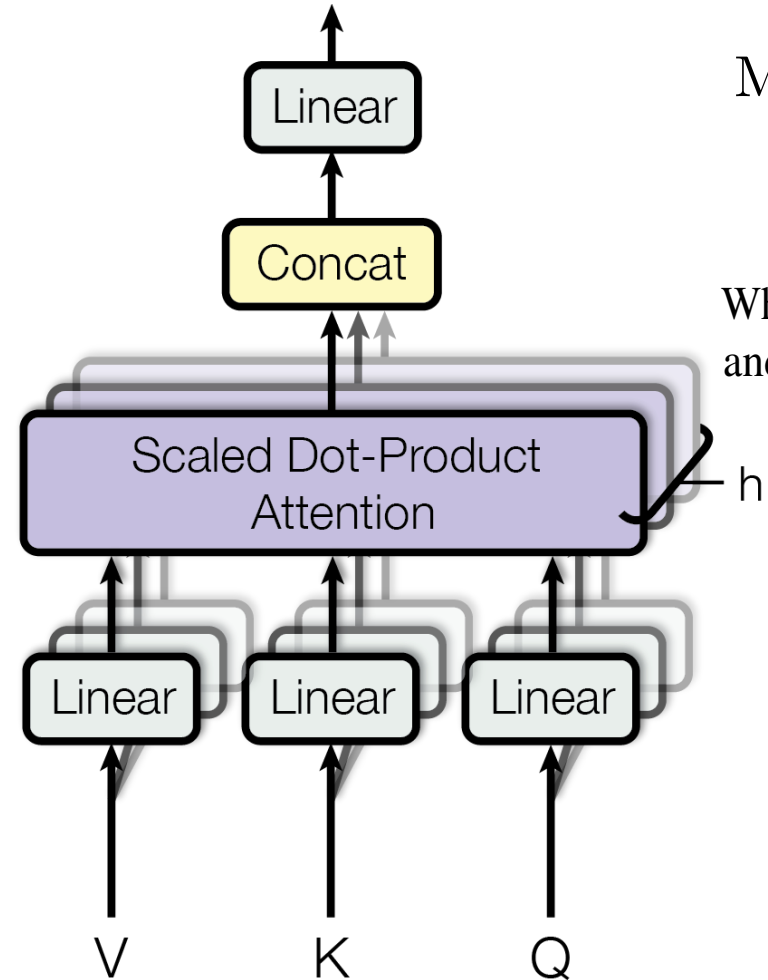 Linear
Concat
Scaled Dot-Product
Attention
h
Linear
Linear
Linear
V
K
Q